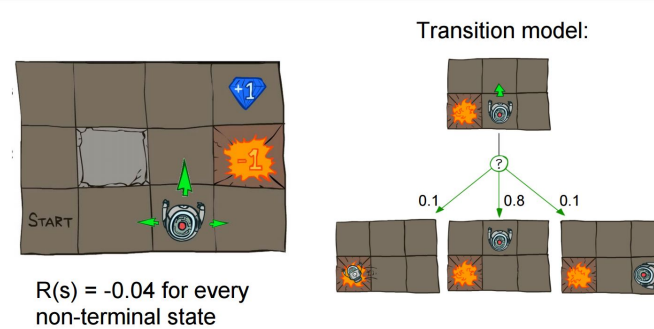 Transition model:
+1
-1
START
?
0.1
0.8
0.1
R(s) = -0.04 for every
non-terminal state